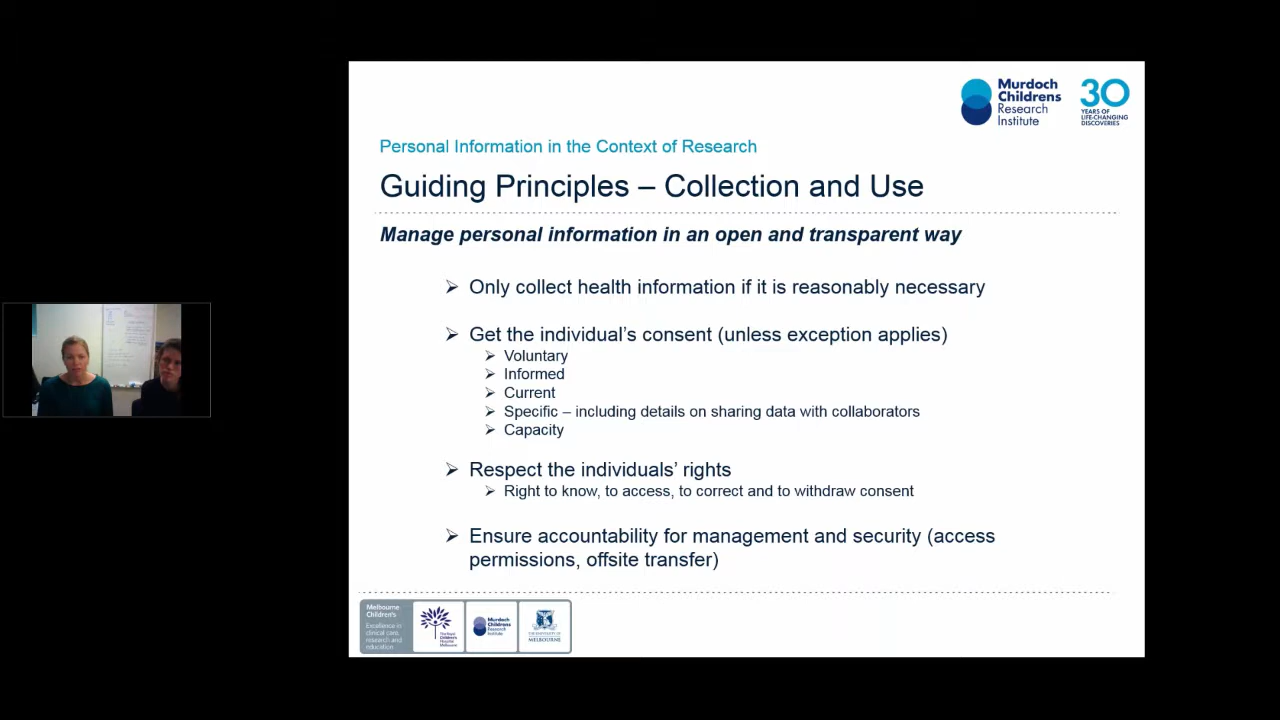 Murdoch
Childrens
Research
Institute
30
YEARS OF
LIFE-CHANGING
DISCOVERIES
Personal Information in the Context of Research
Guiding Principles – Collection and Use
Manage personal information in an open and transparent way
Only collect health information if it is reasonably necessary
Get the individual's consent (unless exception applies)
Voluntary
Informed
Current
Specific – including details on sharing data with collaborators
Capacity
Respect the individuals' rights
Right to know, to access, to correct and to withdraw consent
Ensure accountability for management and security (access
permissions, offsite transfer)
Melbourne
Children's
Excellence in
clinical care,
research and
education
The Royal
Children's
Hospital
Melbourne
Murdoch
Childrens
Research
Institute
THE UNIVERSITY OF
MELBOURNE